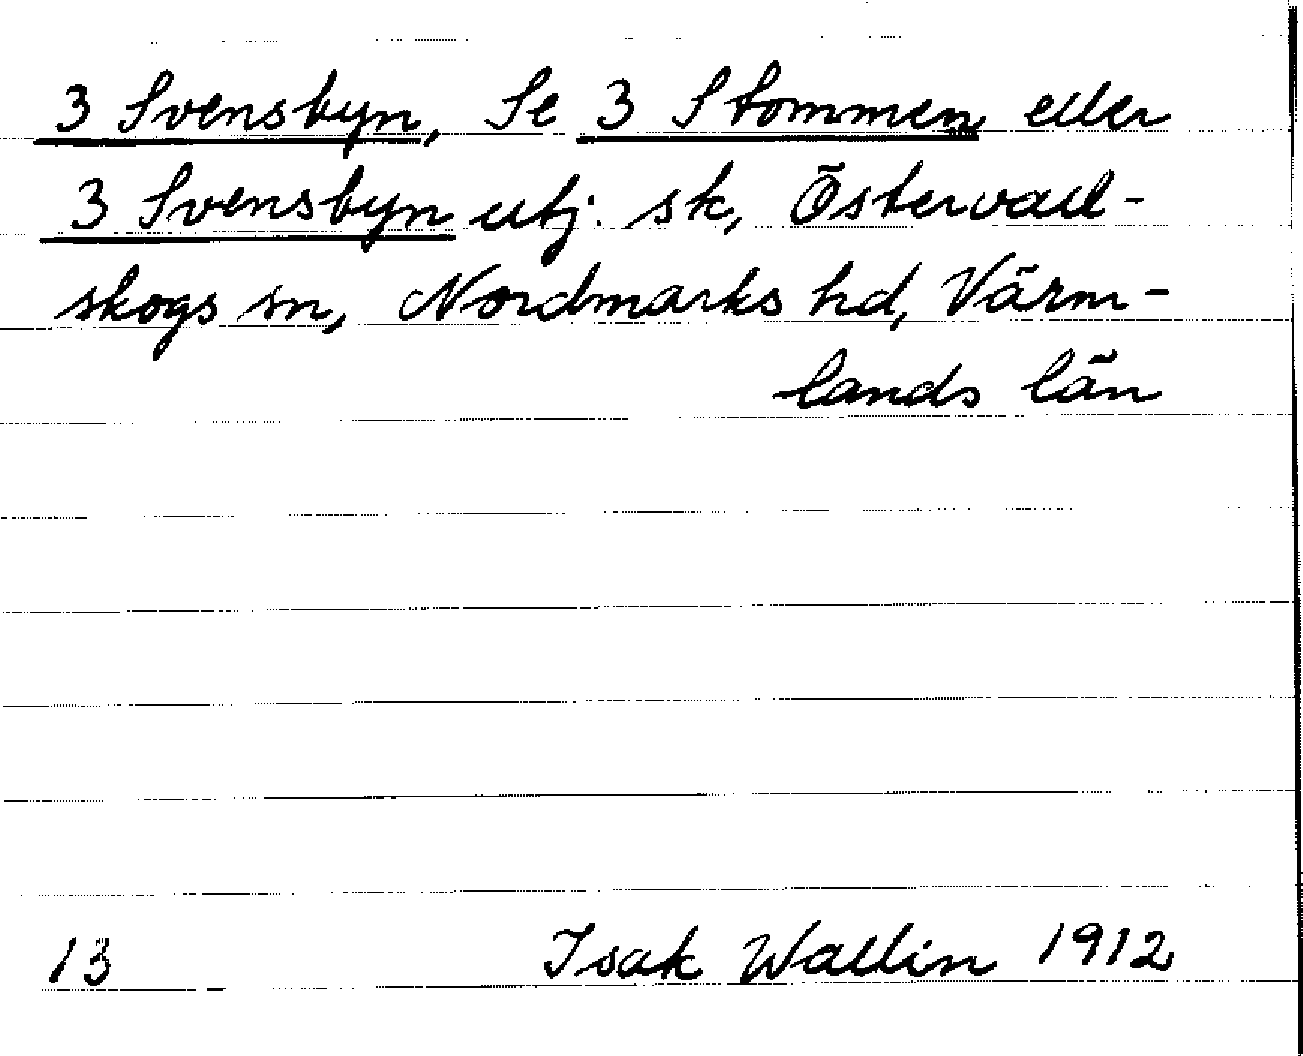 3 Svensbyn, Se 3 Stommen eller
3 Svensbyn utj. sk, Östervall-
skogs sn, Nordmarks hd, Värm-
lands län
13 Isak Wallin 1912